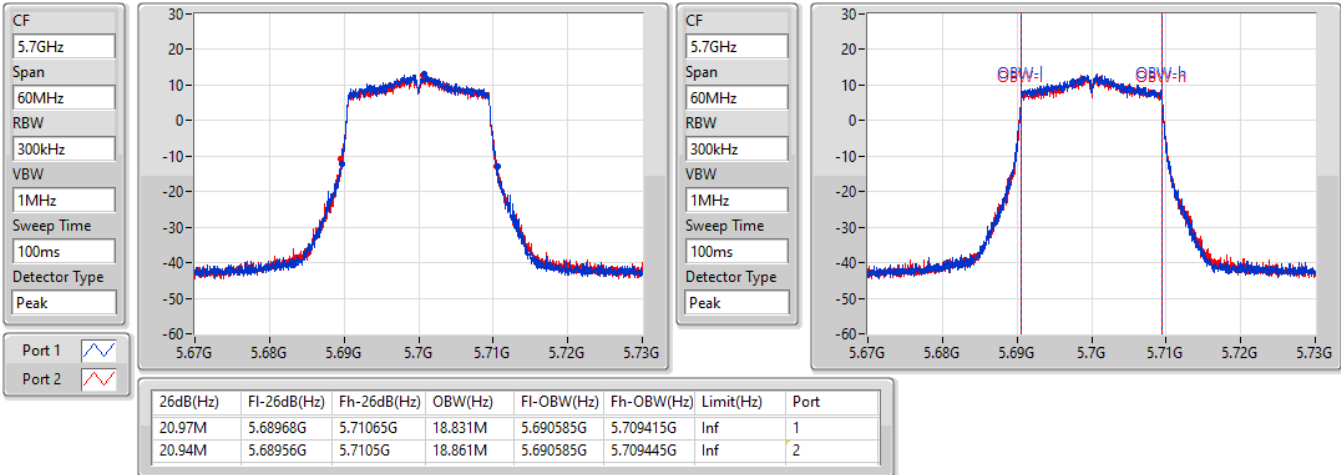 CF
5.7GHz
Span
60MHz
RBW
300kHz
VBW
1MHz
Sweep Time
100ms
Detector Type
Peak
Port 1
Port 2
30
20
10
0
-10
-20
-30
-40
-50
-60
5.67G 5.68G 5.69G 5.7G 5.71G 5.72G 5.73G
CF
5.7GHz
Span
60MHz
RBW
300kHz
VBW
1MHz
Sweep Time
100ms
Detector Type
Peak
30
20
10
0
-10
-20
-30
-40
-50
-60
OBW-l OBW-h
5.67G 5.68G 5.69G 5.7G 5.71G 5.72G 5.73G
26dB(Hz) Fl-26dB(Hz) Fh-26dB(Hz) OBW(Hz) Fl-OBW(Hz) Fh-OBW(Hz) Limit(Hz) Port
20.97M 5.68968G 5.71065G 18.831M 5.690585G 5.709415G Inf 1
20.94M 5.68956G 5.7105G 18.861M 5.690585G 5.709445G Inf 2